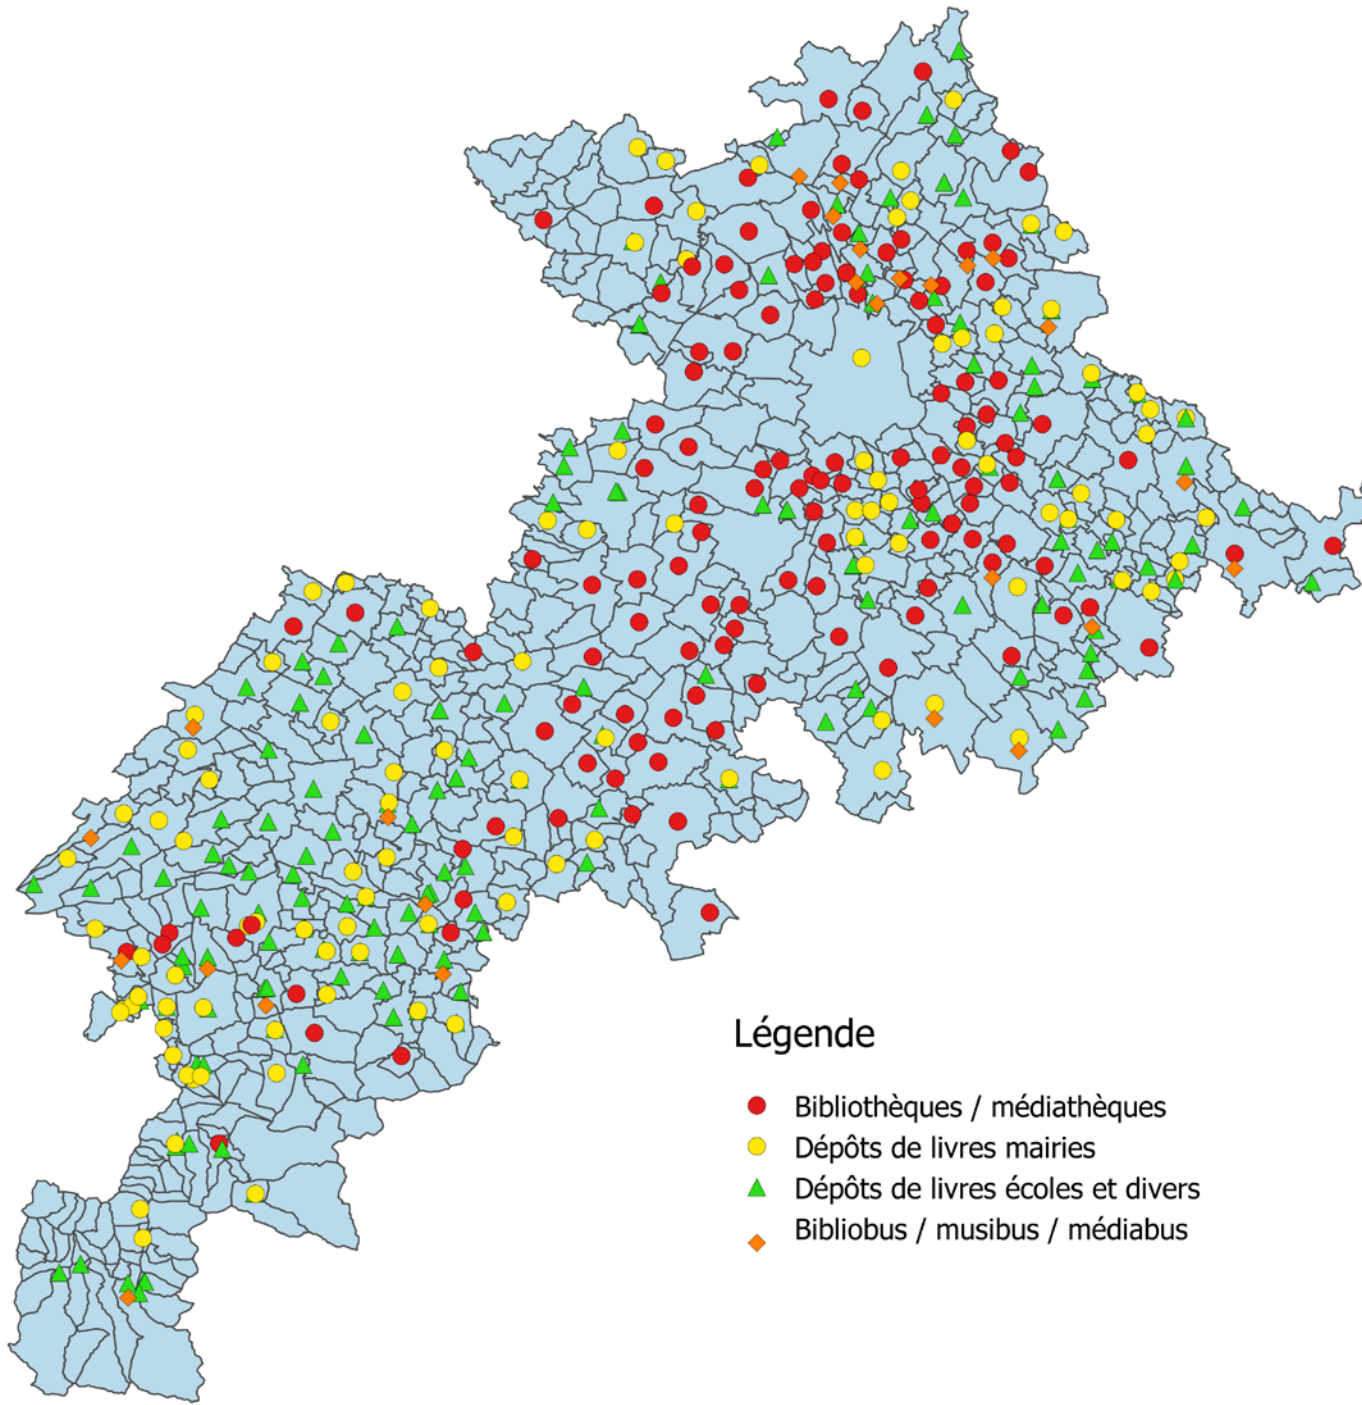 Légende
Bibliothèques / médiathèques
Dépôts de livres mairies
Dépôts de livres écoles et divers
Bibliobus / musibus / médiabus